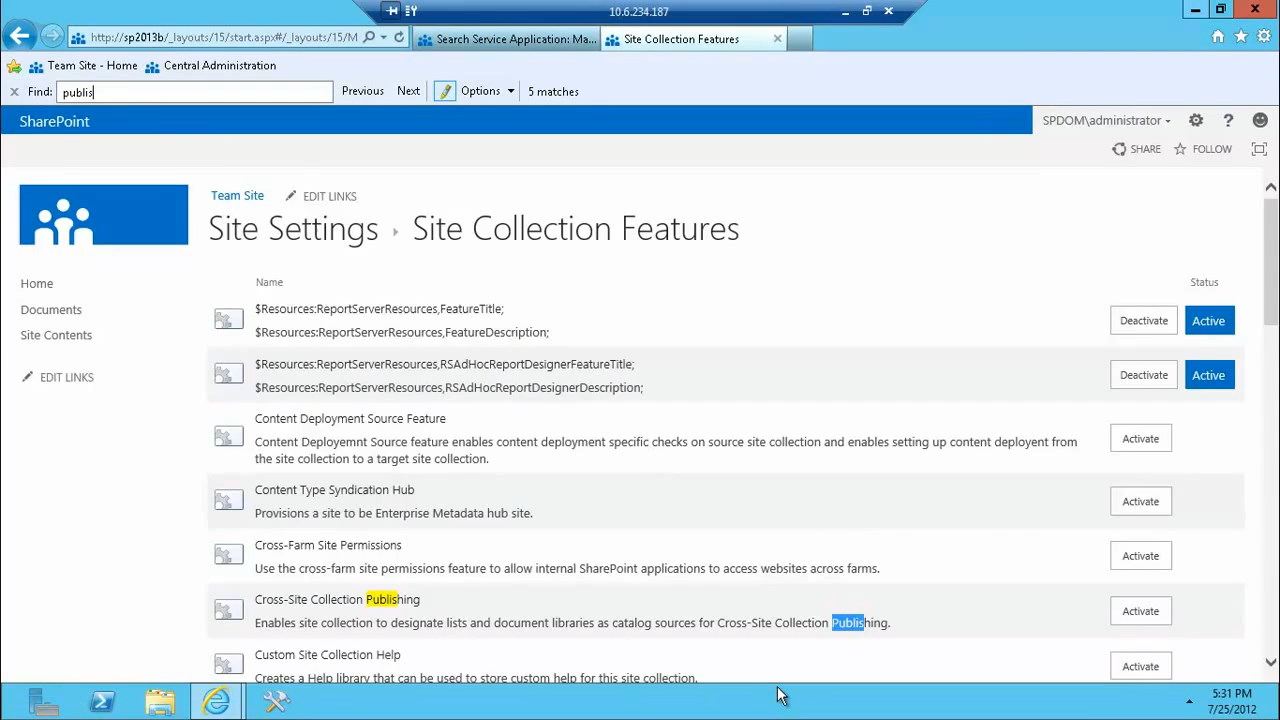 10.6.234.187
http://sp2013b/_layouts/15/start.aspx#/_layouts/15/M
Search Service Application: Ma...
Site Collection Features
Team Site - Home
Central Administration
Find: publis
Previous
Next
Options
5 matches
SharePoint
SPDOM\administrator
?
SHARE
FOLLOW
Team Site
EDIT LINKS
Site Settings ▸ Site Collection Features
Home
Documents
Site Contents
EDIT LINKS
Name
Status
$Resources:ReportServerResources,FeatureTitle;
$Resources:ReportServerResources,FeatureDescription;
Deactivate
Active
$Resources:ReportServerResources,RSAdHocReportDesignerFeatureTitle;
$Resources:ReportServerResources,RSAdHocReportDesignerDescription;
Deactivate
Active
Content Deployment Source Feature
Content Deployemnt Source feature enables content deployment specific checks on source site collection and enables setting up content deployent from
the site collection to a target site collection.
Activate
Content Type Syndication Hub
Provisions a site to be Enterprise Metadata hub site.
Activate
Cross-Farm Site Permissions
Use the cross-farm site permissions feature to allow internal SharePoint applications to access websites across farms.
Activate
Cross-Site Collection Publishing
Enables site collection to designate lists and document libraries as catalog sources for Cross-Site Collection Publishing.
Activate
Custom Site Collection Help
Creates a Help library that can be used to store custom help for this site collection.
Activate
5:31 PM
7/25/2012